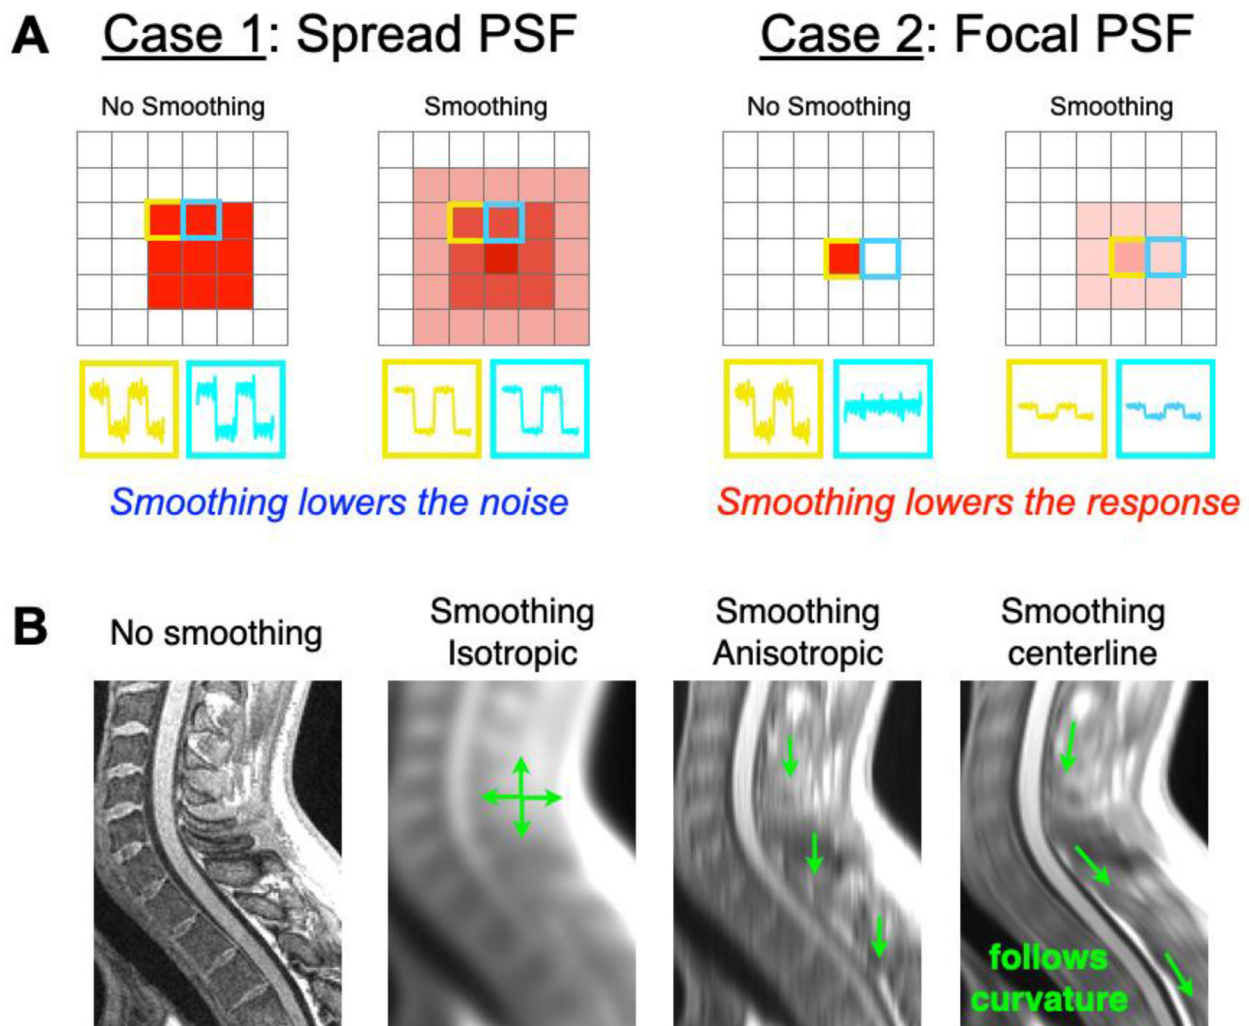 A
Case 1: Spread PSF
Case 2: Focal PSF
No Smoothing
Smoothing
No Smoothing
Smoothing
Smoothing lowers the noise
Smoothing lowers the response
B
No smoothing
Smoothing
Isotropic
Smoothing
Anisotropic
Smoothing
centerline
follows
curvature